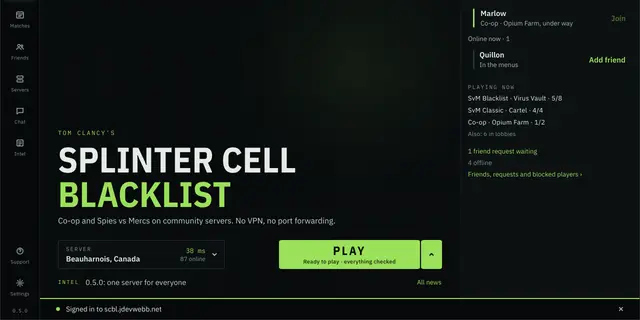 Matches
Friends
Servers
Chat
Intel
Support
Settings
0.5.0
TOM CLANCY'S
SPLINTER CELL
BLACKLIST
Co-op and Spies vs Mercs on community servers. No VPN, no port forwarding.
SERVER
Beauharnois, Canada
38 ms
87 online
PLAY
Ready to play · everything checked
INTEL 0.5.0: one server for everyone
All news
Marlow
Co-op · Opium Farm, under way
Join
Online now · 1
Quillon
In the menus
Add friend
PLAYING NOW
SvM Blacklist · Virus Vault · 5/8
SvM Classic · Cartel · 4/4
Co-op · Opium Farm · 1/2
Also: 6 in lobbies
1 friend request waiting
4 offline
Friends, requests and blocked players ›
Signed in to scbl.jdevwebb.net